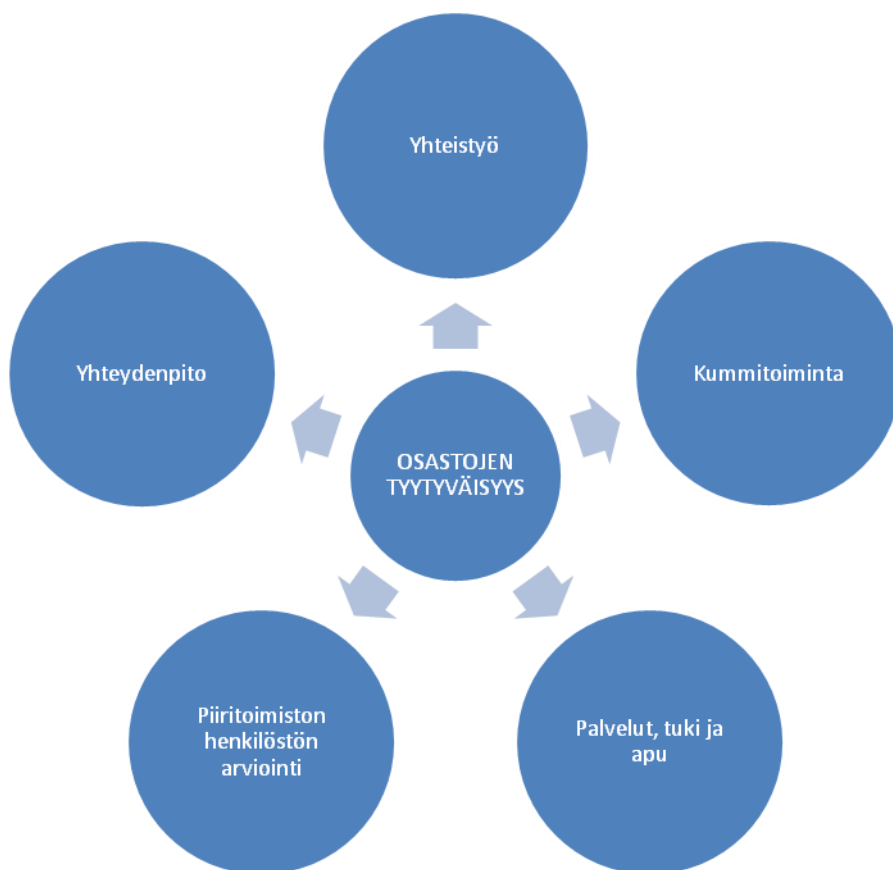 Yhteistyö
Yhteydenpito
Kummitoiminta
OSASTOJEN
TYYTYVÄISYYS
Piiritoimiston
henkilöstön
arviointi
Palvelut, tuki ja
apu